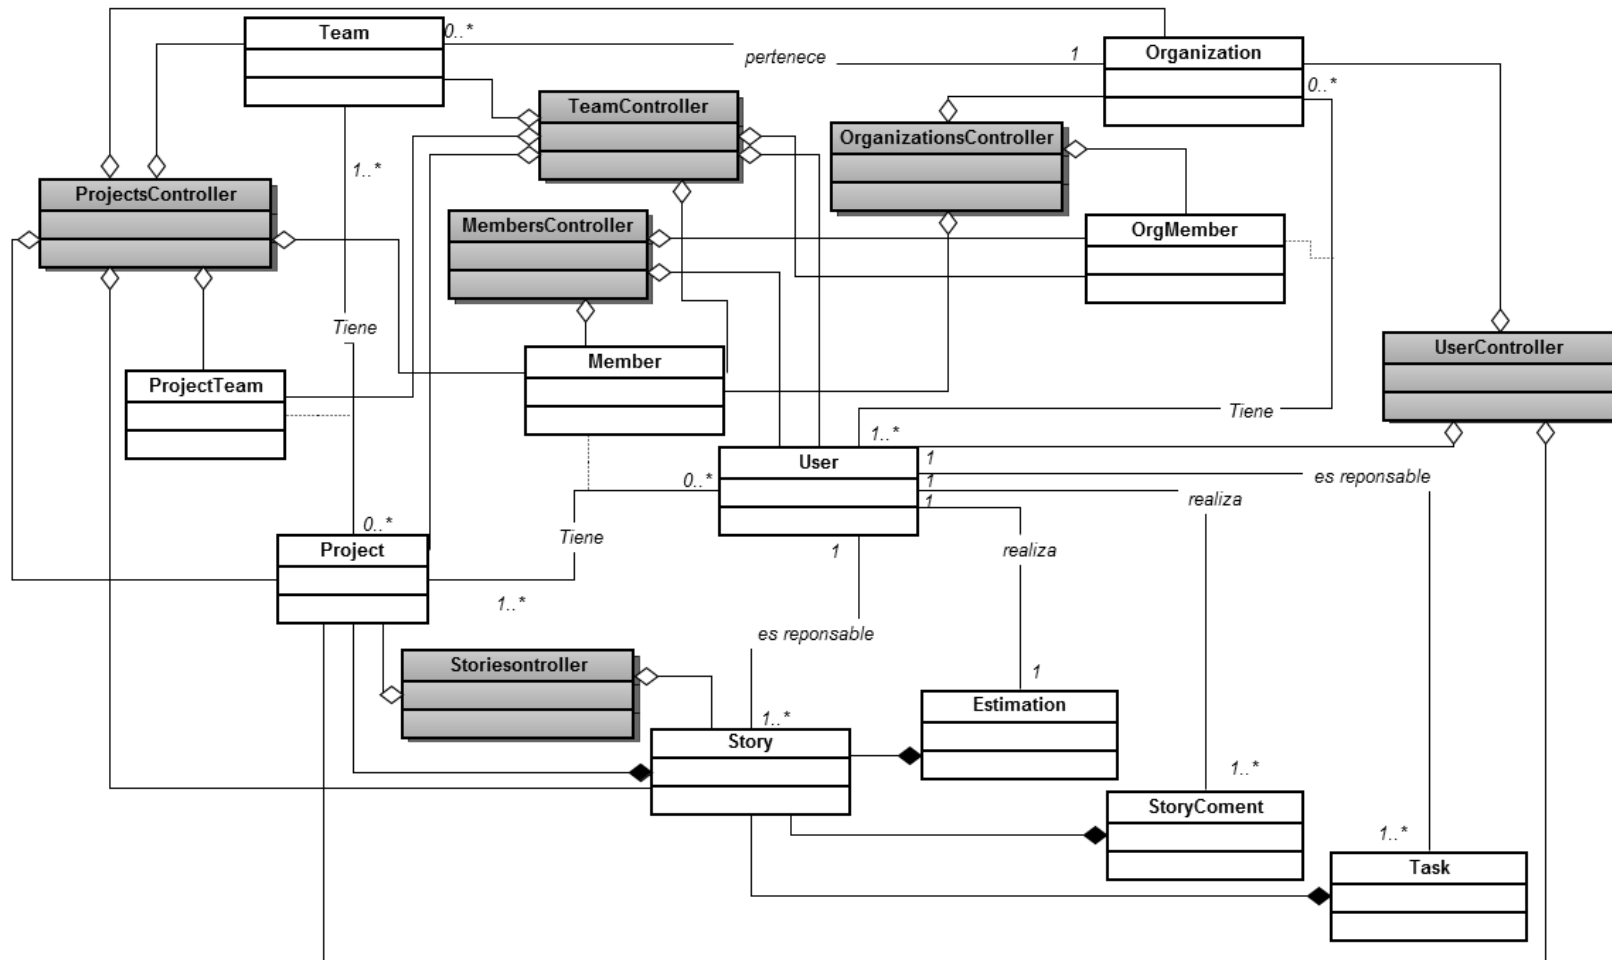 Team
0..*
pertenece
1
Organization
0..*
TeamController
OrganizationsController
1..*
ProjectsController
MembersController
OrgMember
Tiene
Member
UserController
ProjectTeam
Tiene
1..*
User
1
0..*
1
es reponsable
1
realiza
0..*
Tiene
1
realiza
Project
1..*
es reponsable
Storiesontroller
1
Estimation
1..*
Story
1..*
StoryComent
1..*
Task